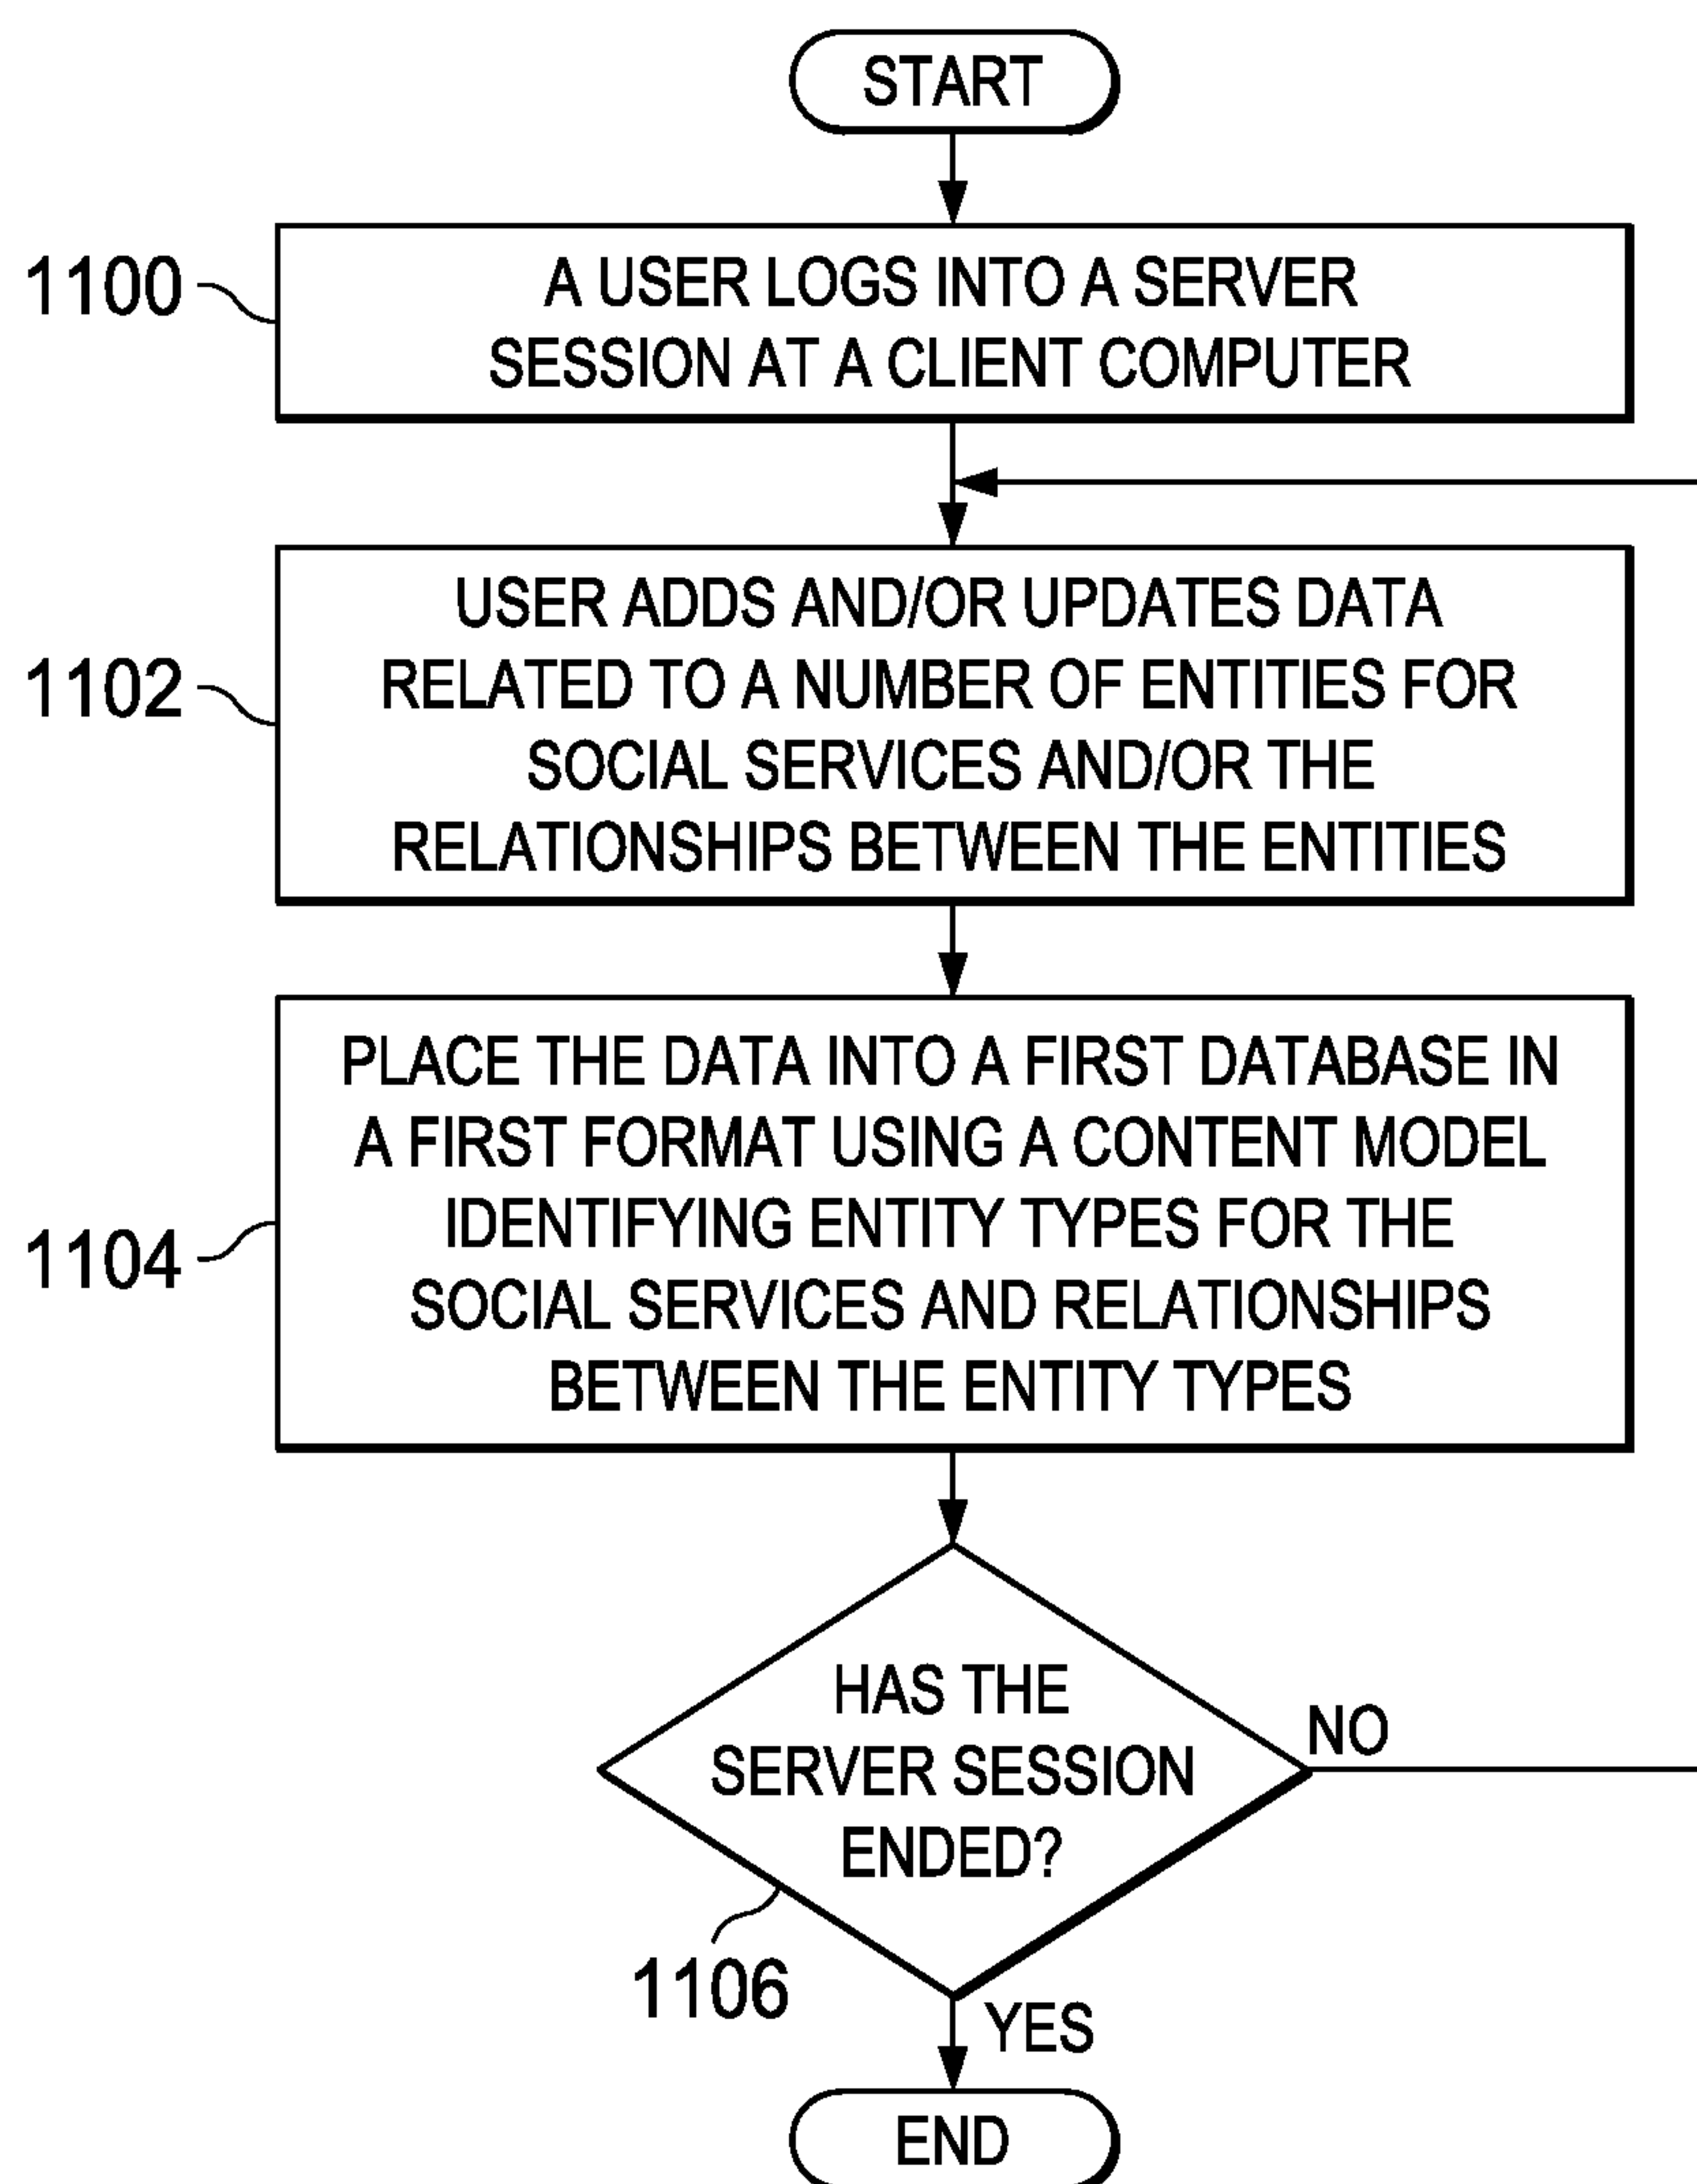 START
1100
A USER LOGS INTO A SERVER
SESSION AT A CLIENT COMPUTER
1102
USER ADDS AND/OR UPDATES DATA
RELATED TO A NUMBER OF ENTITIES FOR
SOCIAL SERVICES AND/OR THE
RELATIONSHIPS BETWEEN THE ENTITIES
1104
PLACE THE DATA INTO A FIRST DATABASE IN
A FIRST FORMAT USING A CONTENT MODEL
IDENTIFYING ENTITY TYPES FOR THE
SOCIAL SERVICES AND RELATIONSHIPS
BETWEEN THE ENTITY TYPES
HAS THE
SERVER SESSION
ENDED?
NO
1106
YES
END